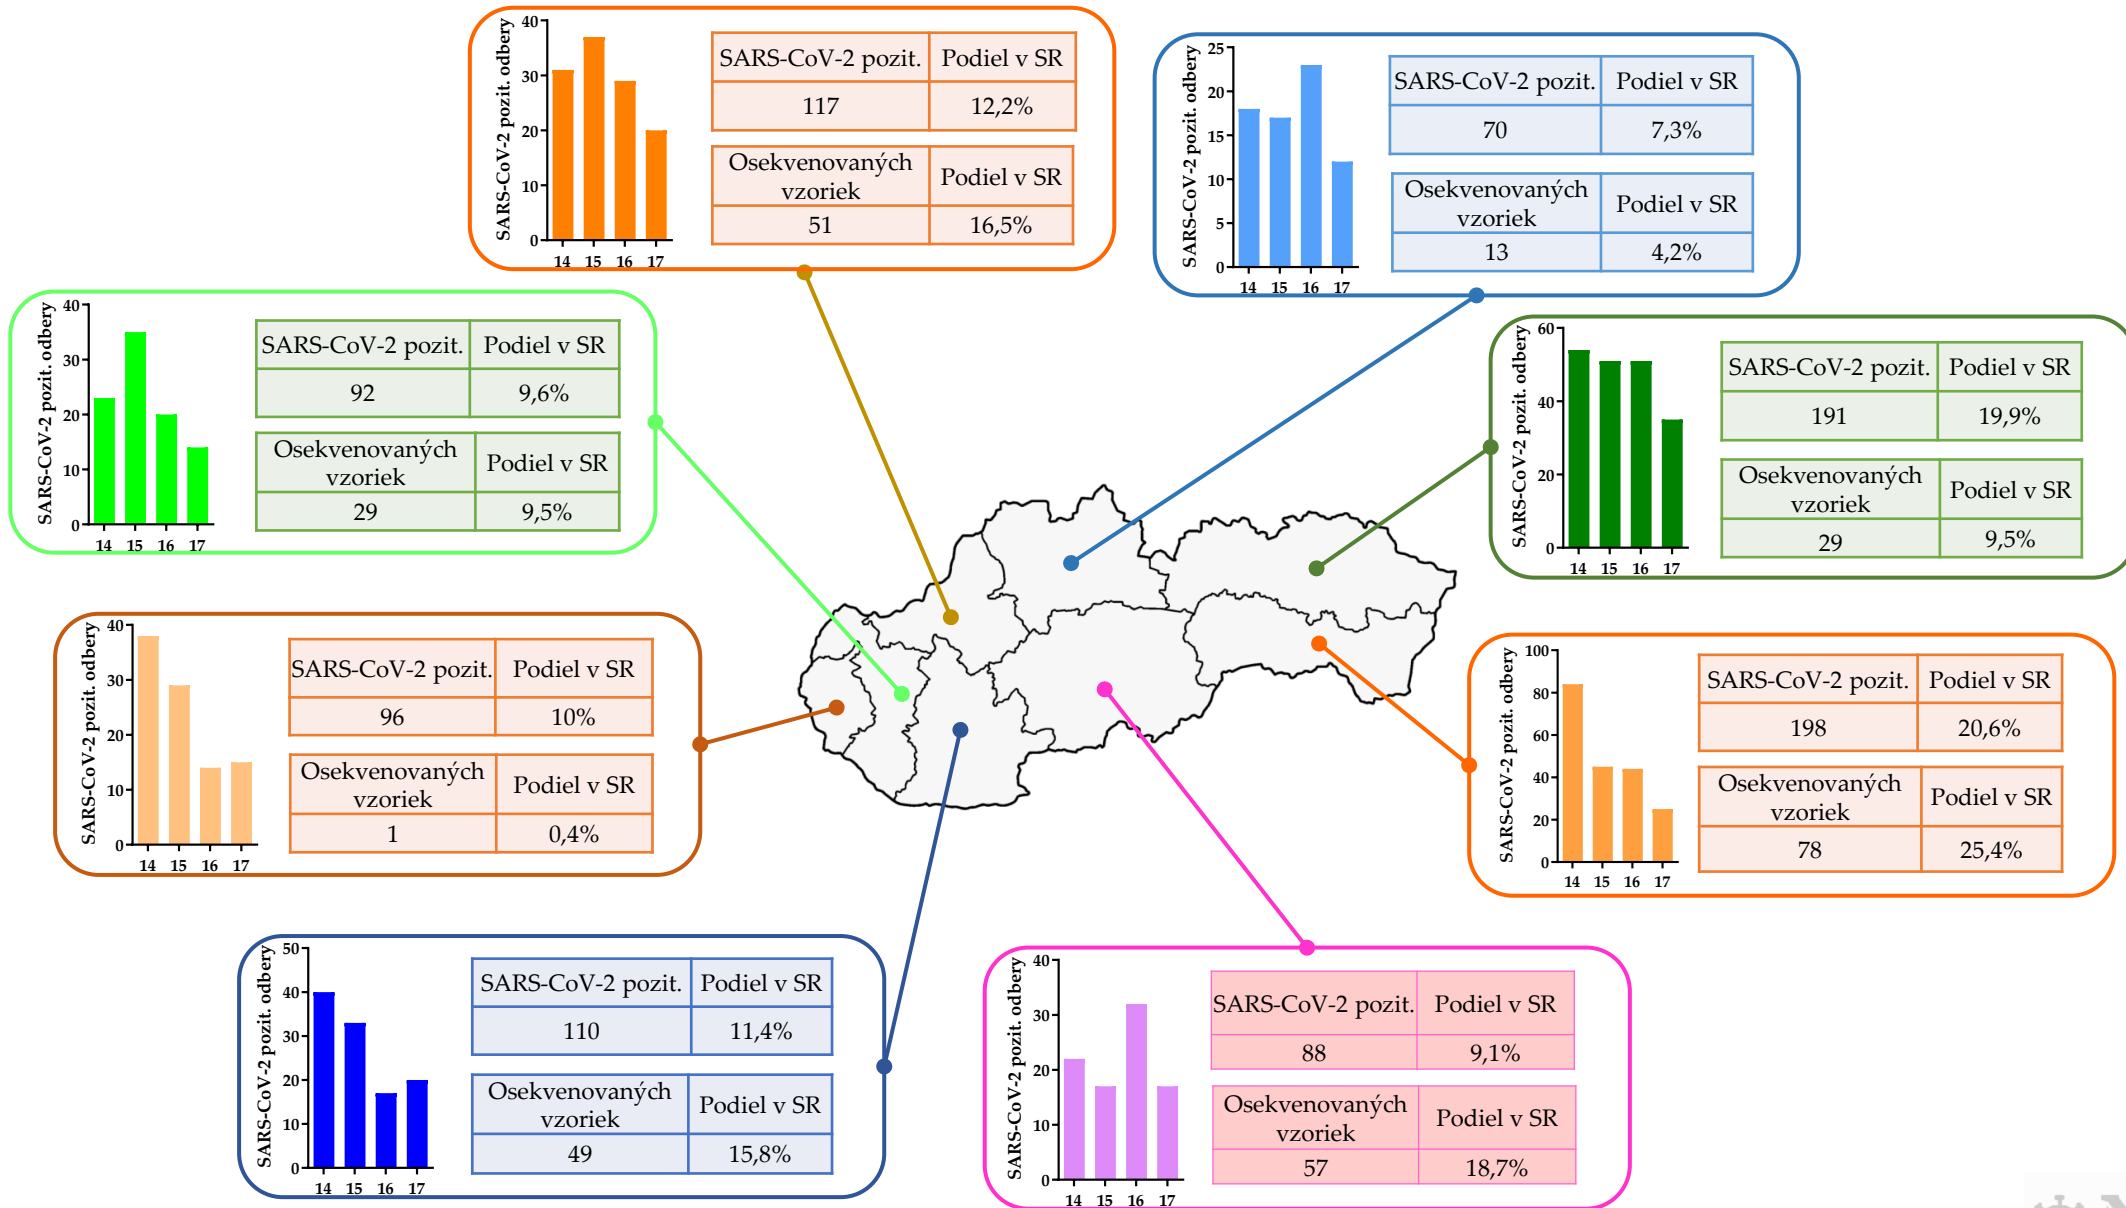 SARS-CoV-2 pozit. odbery
40
30
20
10
0
14 15 16 17
SARS-CoV-2 pozit. Podiel v SR
117 12,2%
Osekvenovaných
vzoriek
Podiel v SR
51 16,5%
SARS-CoV-2 pozit. odbery
25
20
15
10
5
0
14 15 16 17
SARS-CoV-2 pozit. Podiel v SR
70 7,3%
Osekvenovaných
vzoriek
Podiel v SR
13 4,2%
SARS-CoV-2 pozit. odbery
40
30
20
10
0
14 15 16 17
SARS-CoV-2 pozit. Podiel v SR
92 9,6%
Osekvenovaných
vzoriek
Podiel v SR
29 9,5%
SARS-CoV-2 pozit. odbery
60
40
20
0
14 15 16 17
SARS-CoV-2 pozit. Podiel v SR
191 19,9%
Osekvenovaných
vzoriek
Podiel v SR
29 9,5%
SARS-CoV-2 pozit. odbery
40
30
20
10
0
14 15 16 17
SARS-CoV-2 pozit. Podiel v SR
96 10%
Osekvenovaných
vzoriek
Podiel v SR
1 0,4%
SARS-CoV-2 pozit. odbery
100
80
60
40
20
0
14 15 16 17
SARS-CoV-2 pozit. Podiel v SR
198 20,6%
Osekvenovaných
vzoriek
Podiel v SR
78 25,4%
SARS-CoV-2 pozit. odbery
50
40
30
20
10
0
14 15 16 17
SARS-CoV-2 pozit. Podiel v SR
110 11,4%
Osekvenovaných
vzoriek
Podiel v SR
49 15,8%
SARS-CoV-2 pozit. odbery
40
30
20
10
0
14 15 16 17
SARS-CoV-2 pozit. Podiel v SR
88 9,1%
Osekvenovaných
vzoriek
Podiel v SR
57 18,7%